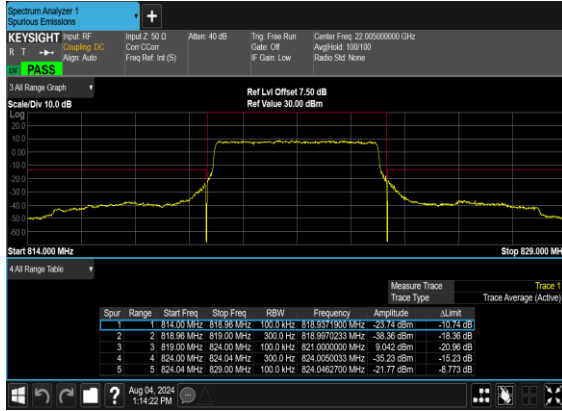 Spectrum Analyzer 1
Spurious Emissions
KEYSIGHT Input: RF Input Z: 50 Ω Atten: 40 dB Trig: Free Run Center Freq: 22.005000000 GHz
R T Coupling: DC Corr CCorr Gate: Off Avg|Hold: 100/100
Align: Auto Freq Ref: Int (S) IF Gain: Low Radio Std: None
PASS
3 All Range Graph
Ref Lvl Offset 7.50 dB
Scale/Div 10.0 dB Ref Value 30.00 dBm
Log
20.0
10.0
0.00
-10.0
-20.0
-30.0
-40.0
-50.0
-60.0
Start 814.000 MHz Stop 829.000 MHz
4 All Range Table
Measure Trace Trace 1
Trace Type Trace Average (Active)
Spur Range Start Freq Stop Freq RBW Frequency Amplitude ΔLimit
1 1 814.00 MHz 818.96 MHz 100.0 kHz 818.9371900 MHz -23.74 dBm -10.74 dB
2 2 818.96 MHz 819.00 MHz 300.0 Hz 818.9970233 MHz -38.36 dBm -18.36 dB
3 3 819.00 MHz 824.00 MHz 100.0 kHz 821.0000000 MHz 9.042 dBm -20.96 dB
4 4 824.00 MHz 824.04 MHz 300.0 Hz 824.0050033 MHz -35.23 dBm -15.23 dB
5 5 824.04 MHz 829.00 MHz 100.0 kHz 824.0462700 MHz -21.77 dBm -8.773 dB
Aug 04, 2024
1:14:22 PM